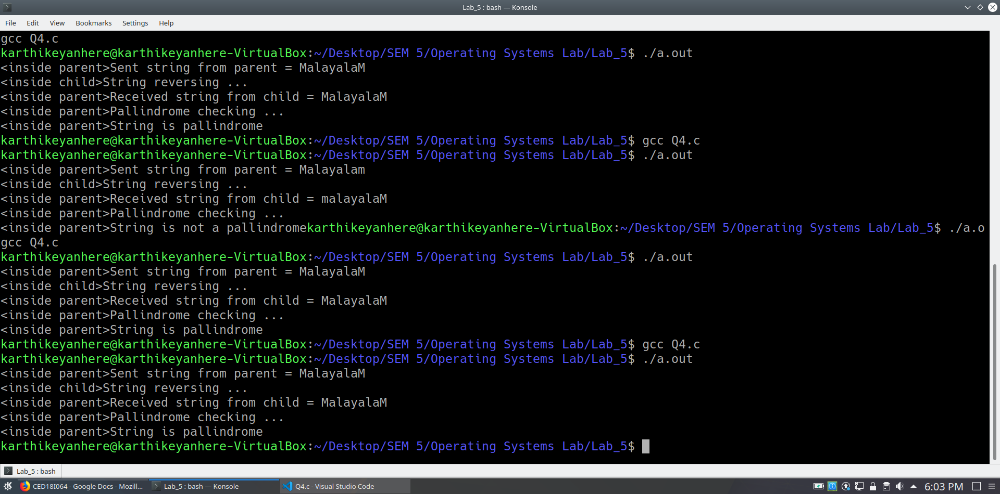 Lab_5 : bash — Konsole
File Edit View Bookmarks Settings Help
gcc Q4.c
karthikeyanhere@karthikeyanhere-VirtualBox:~/Desktop/SEM 5/Operating Systems Lab/Lab_5$ ./a.out
<inside parent>Sent string from parent = MalayalaM
<inside child>String reversing ...
<inside parent>Received string from child = MalayalaM
<inside parent>Pallindrome checking ...
<inside parent>String is pallindrome
karthikeyanhere@karthikeyanhere-VirtualBox:~/Desktop/SEM 5/Operating Systems Lab/Lab_5$ gcc Q4.c
karthikeyanhere@karthikeyanhere-VirtualBox:~/Desktop/SEM 5/Operating Systems Lab/Lab_5$ ./a.out
<inside parent>Sent string from parent = Malayalam
<inside child>String reversing ...
<inside parent>Received string from child = malayalaM
<inside parent>Pallindrome checking ...
<inside parent>String is not a pallindromekarthikeyanhere@karthikeyanhere-VirtualBox:~/Desktop/SEM 5/Operating Systems Lab/Lab_5$ ./a.o
gcc Q4.c
karthikeyanhere@karthikeyanhere-VirtualBox:~/Desktop/SEM 5/Operating Systems Lab/Lab_5$ ./a.out
<inside parent>Sent string from parent = MalayalaM
<inside child>String reversing ...
<inside parent>Received string from child = MalayalaM
<inside parent>Pallindrome checking ...
<inside parent>String is pallindrome
karthikeyanhere@karthikeyanhere-VirtualBox:~/Desktop/SEM 5/Operating Systems Lab/Lab_5$ gcc Q4.c
karthikeyanhere@karthikeyanhere-VirtualBox:~/Desktop/SEM 5/Operating Systems Lab/Lab_5$ ./a.out
<inside parent>Sent string from parent = MalayalaM
<inside child>String reversing ...
<inside parent>Received string from child = MalayalaM
<inside parent>Pallindrome checking ...
<inside parent>String is pallindrome
karthikeyanhere@karthikeyanhere-VirtualBox:~/Desktop/SEM 5/Operating Systems Lab/Lab_5$
Lab_5 : bash
CED18I064 - Google Docs - Mozill... Lab_5 : bash — Konsole Q4.c - Visual Studio Code 6:03 PM